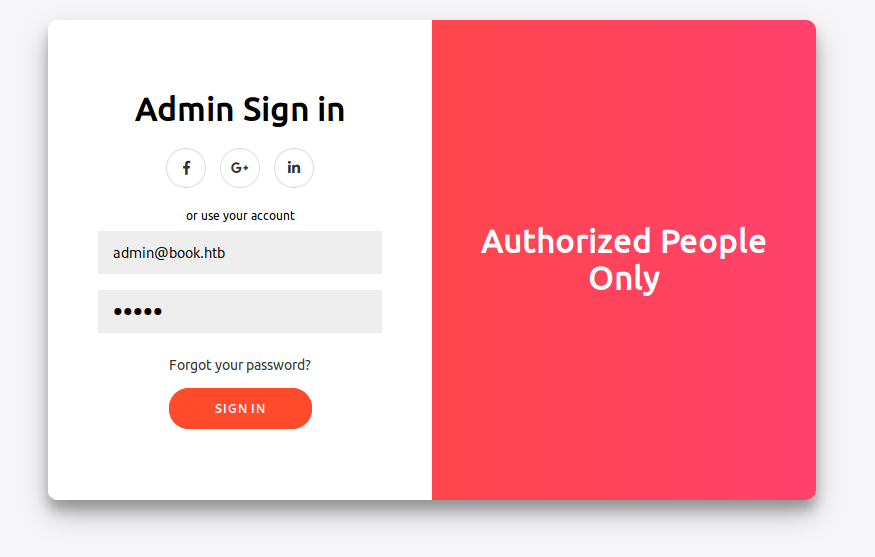 Admin Sign in
f G+ in
or use your account
admin@book.htb
•••••
Forgot your password?
SIGN IN
Authorized People
Only